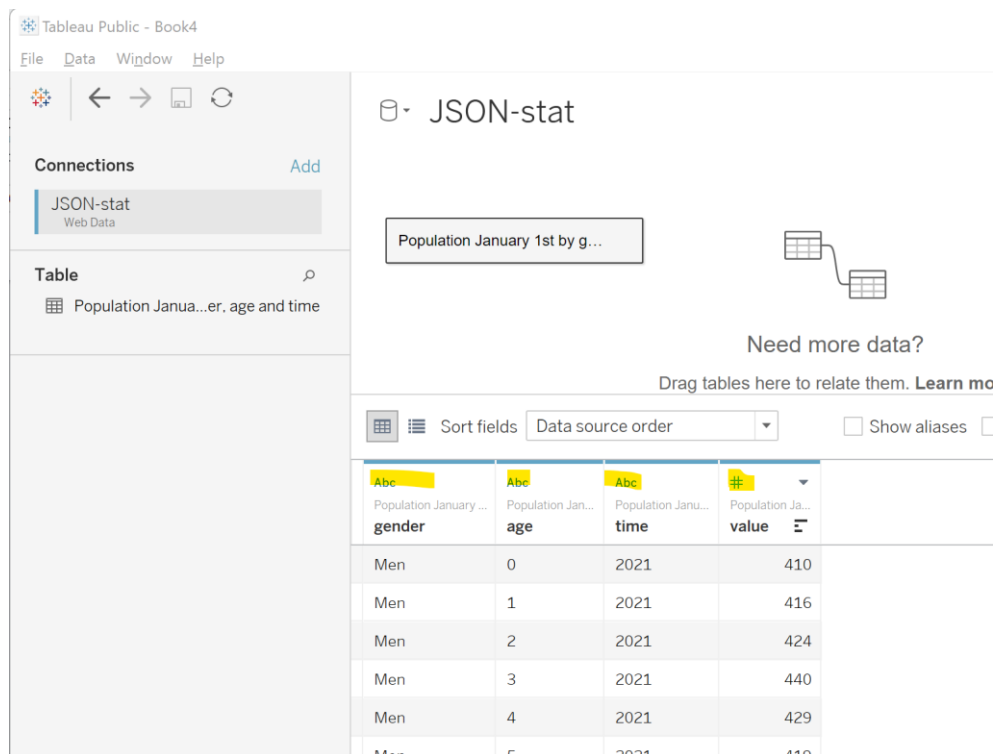 Tableau Public - Book4
File Data Window Help
JSON-stat
Connections Add
JSON-stat
Web Data
Table
Population Janua...er, age and time
Population January 1st by g...
Need more data?
Drag tables here to relate them. Learn mo
Sort fields Data source order Show aliases
Abc Abc Abc #
Population January ... Population Jan... Population Janu... Population Ja...
gender age time value
Men 0 2021 410
Men 1 2021 416
Men 2 2021 424
Men 3 2021 440
Men 4 2021 429